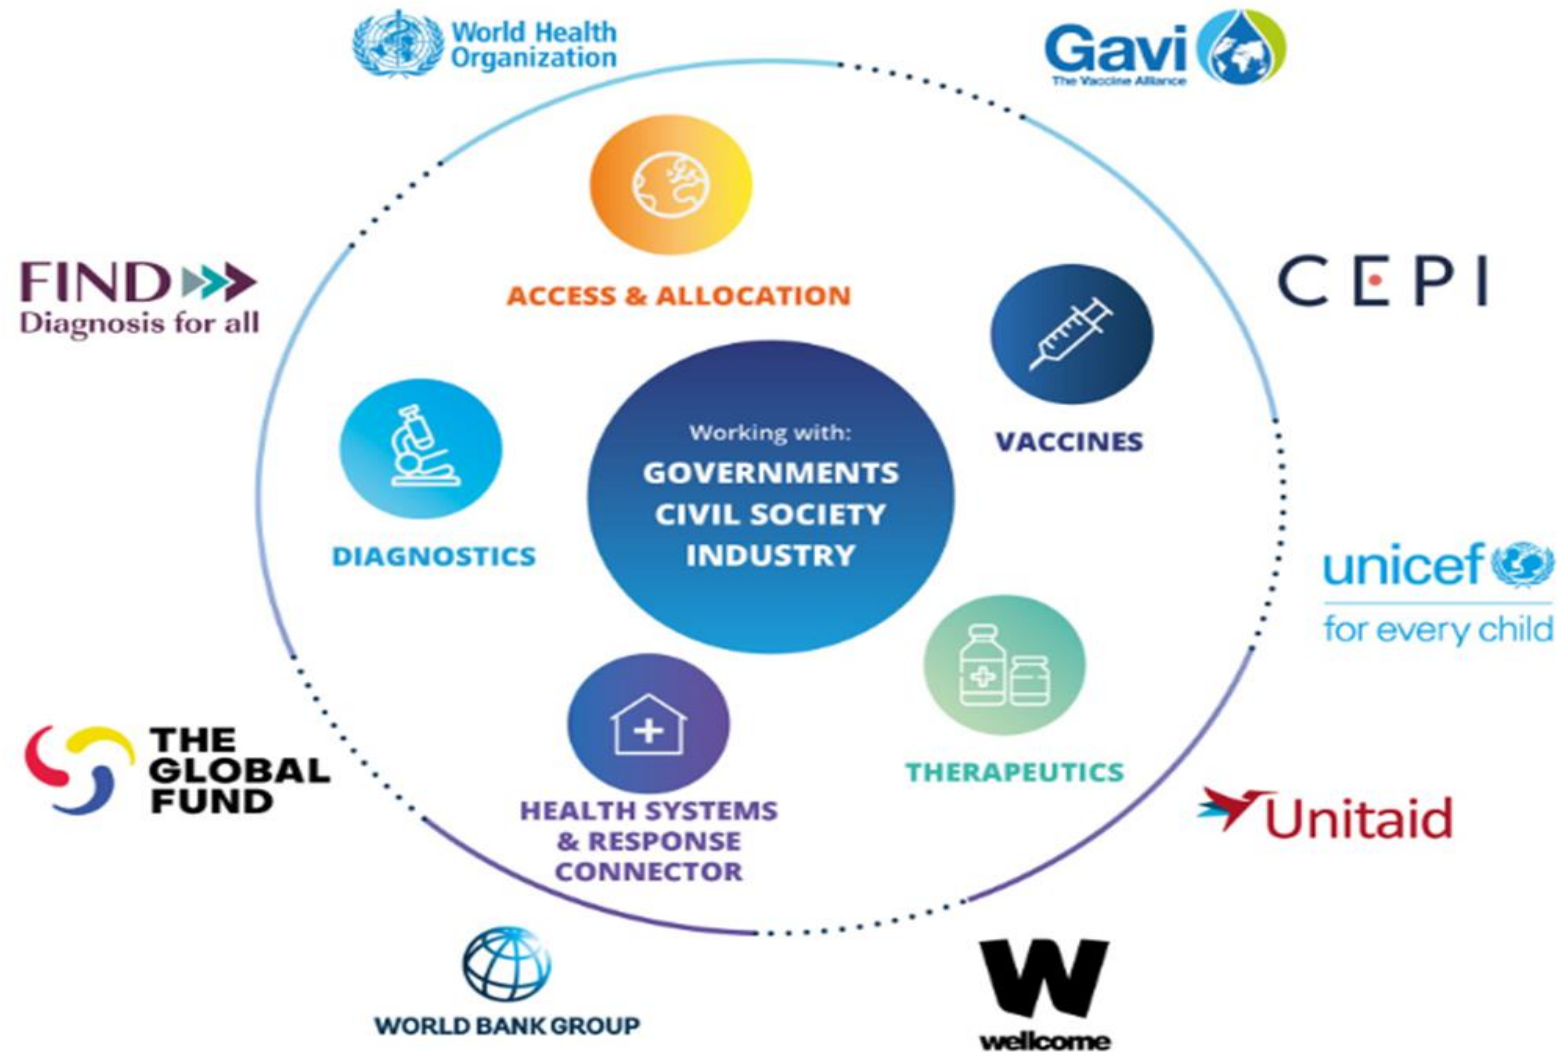 World Health
Organization
Gavi
The Vaccine Alliance
ACCESS & ALLOCATION
FIND
Diagnosis for all
CEPI
VACCINES
Working with:
GOVERNMENTS
CIVIL SOCIETY
INDUSTRY
DIAGNOSTICS
unicef
for every child
THERAPEUTICS
THE
GLOBAL
FUND
HEALTH SYSTEMS
& RESPONSE
CONNECTOR
Unitaid
WORLD BANK GROUP
W
wellcome